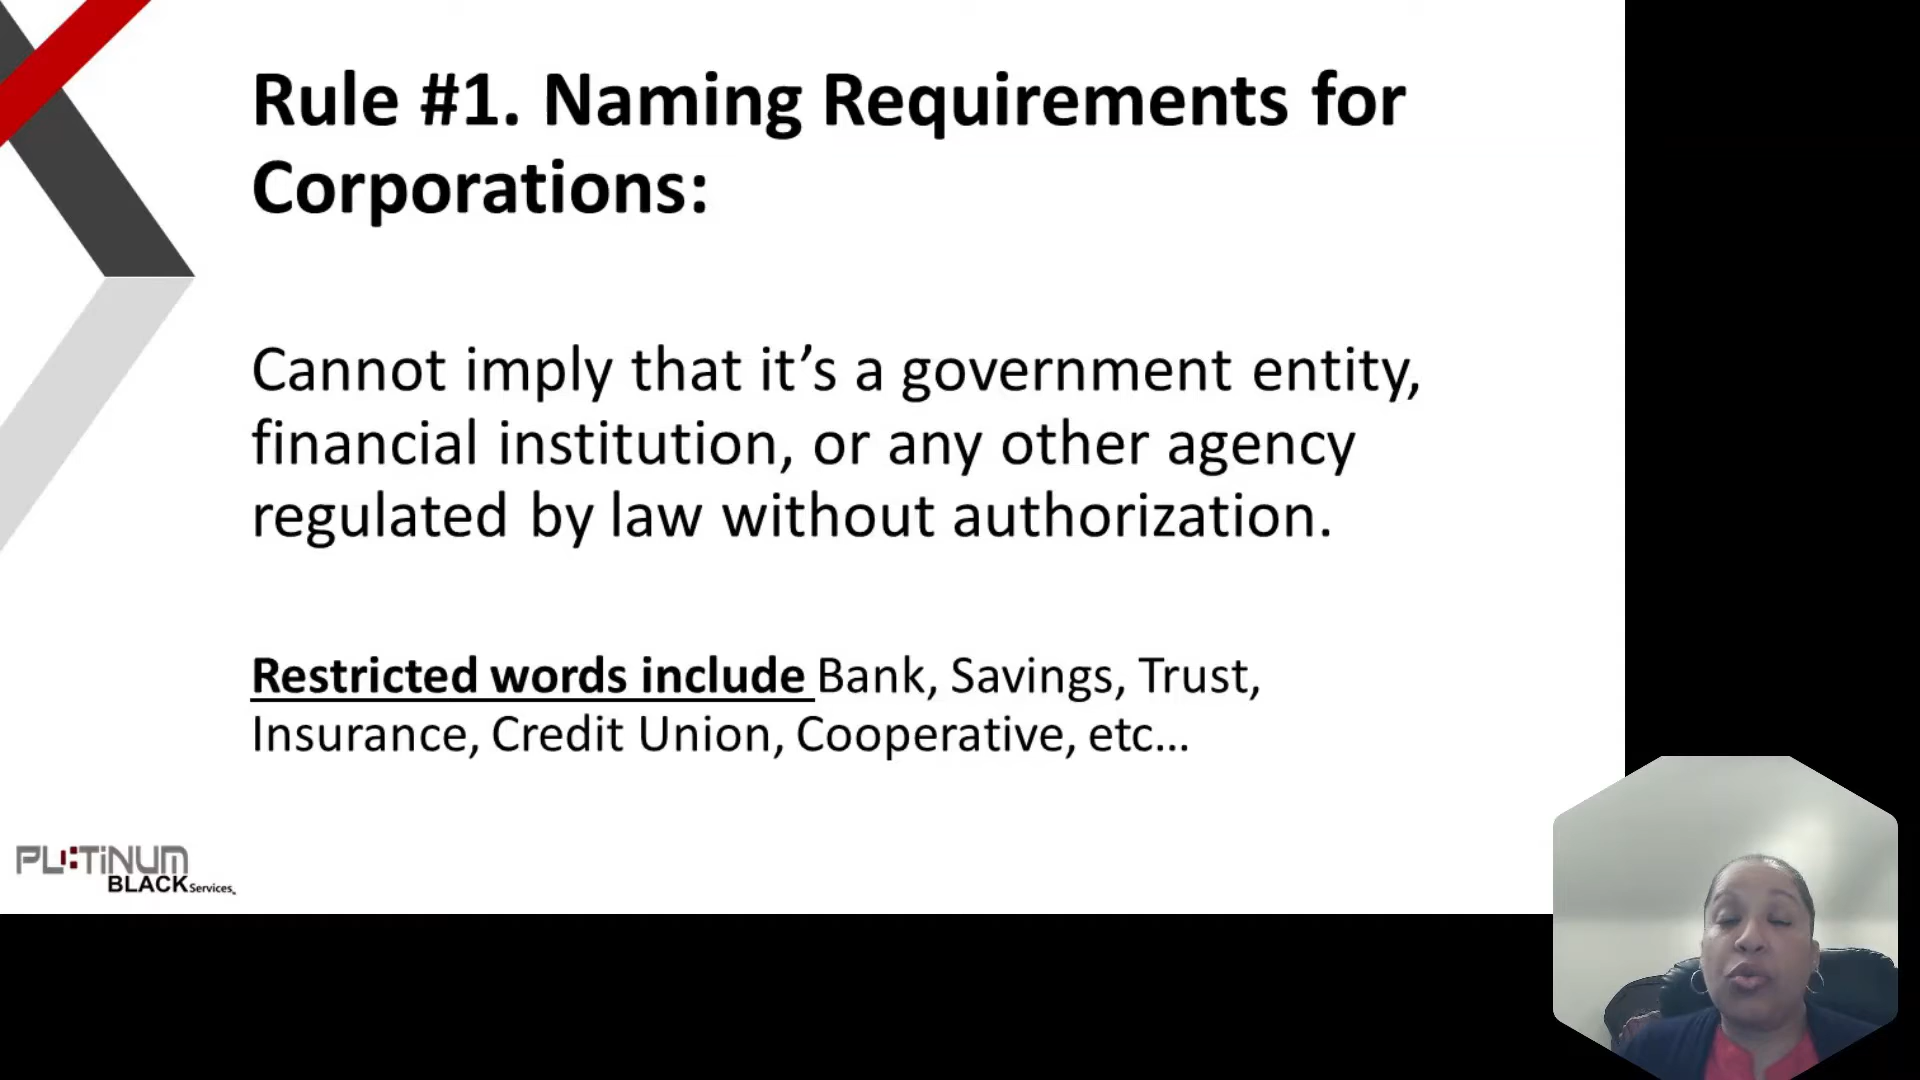 Rule #1. Naming Requirements for
Corporations:
Cannot imply that it’s a government entity,
financial institution, or any other agency
regulated by law without authorization.
Restricted words include Bank, Savings, Trust,
Insurance, Credit Union, Cooperative, etc...
PLATINUM
BLACK Services